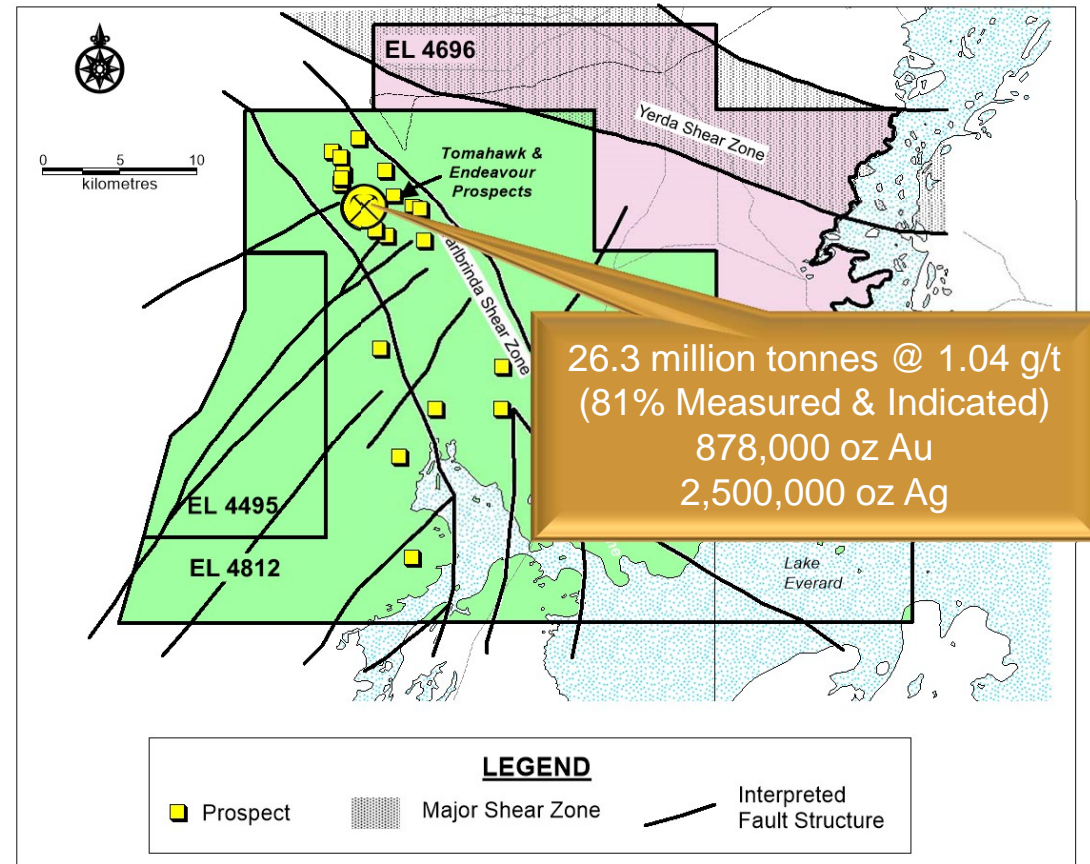 EL 4696
Yerda Shear Zone
0 5 10
kilometres
Tomahawk &
Endeavour
Prospects
Shear Zone
26.3 million tonnes @ 1.04 g/t
(81% Measured & Indicated)
878,000 oz Au
2,500,000 oz Ag
EL 4495
EL 4812
Lake
Everard
LEGEND
Prospect
Major Shear Zone
Interpreted
Fault Structure